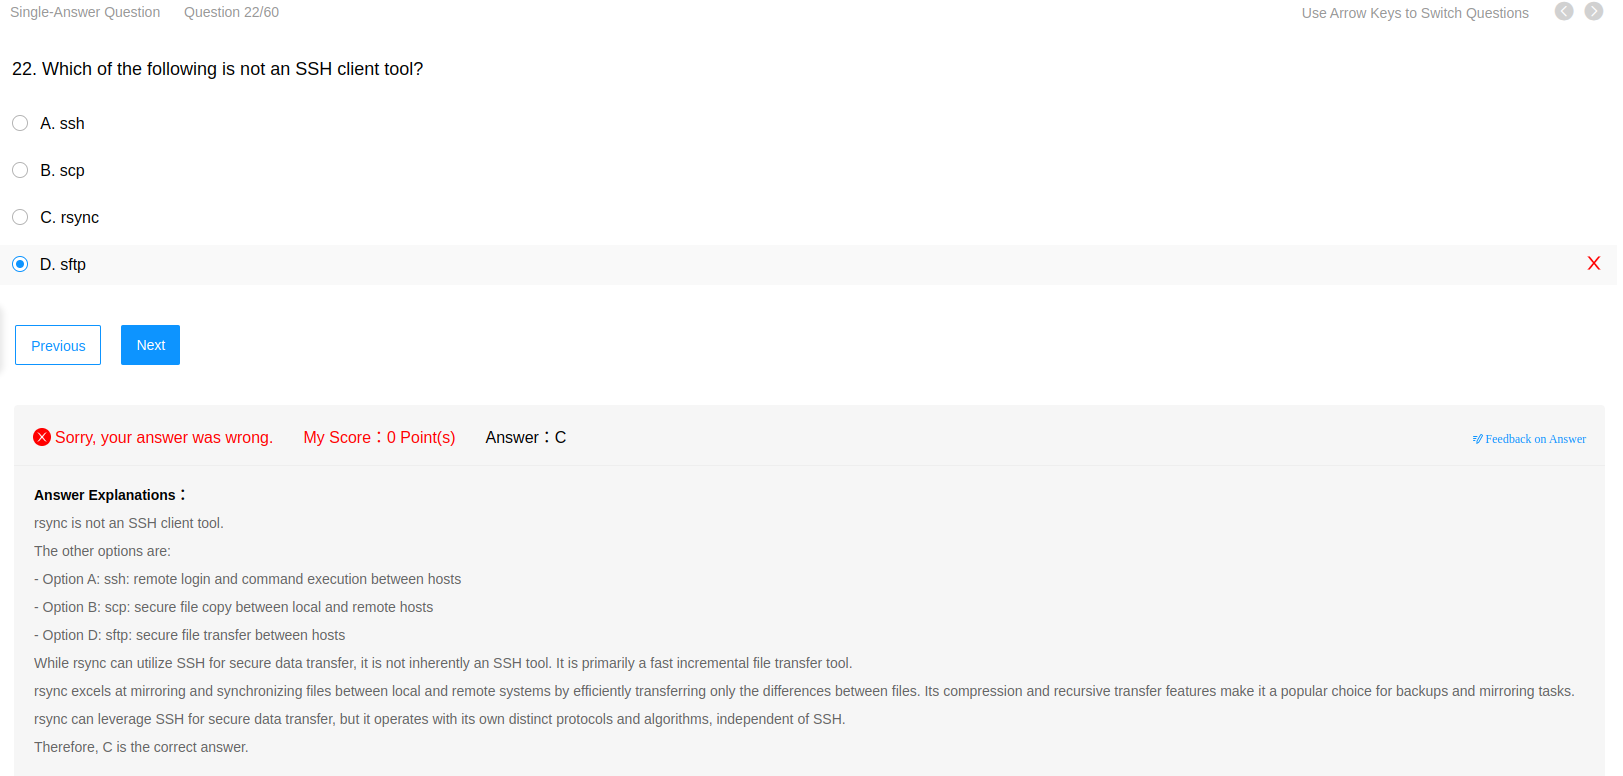 Single-Answer Question Question 22/60 Use Arrow Keys to Switch Questions
22. Which of the following is not an SSH client tool?
A. ssh
B. scp
C. rsync
D. sftp
Previous Next
Sorry, your answer was wrong. My Score：0 Point(s) Answer：C Feedback on Answer
Answer Explanations：
rsync is not an SSH client tool.
The other options are:
- Option A: ssh: remote login and command execution between hosts
- Option B: scp: secure file copy between local and remote hosts
- Option D: sftp: secure file transfer between hosts
While rsync can utilize SSH for secure data transfer, it is not inherently an SSH tool. It is primarily a fast incremental file transfer tool.
rsync excels at mirroring and synchronizing files between local and remote systems by efficiently transferring only the differences between files. Its compression and recursive transfer features make it a popular choice for backups and mirroring tasks.
rsync can leverage SSH for secure data transfer, but it operates with its own distinct protocols and algorithms, independent of SSH.
Therefore, C is the correct answer.